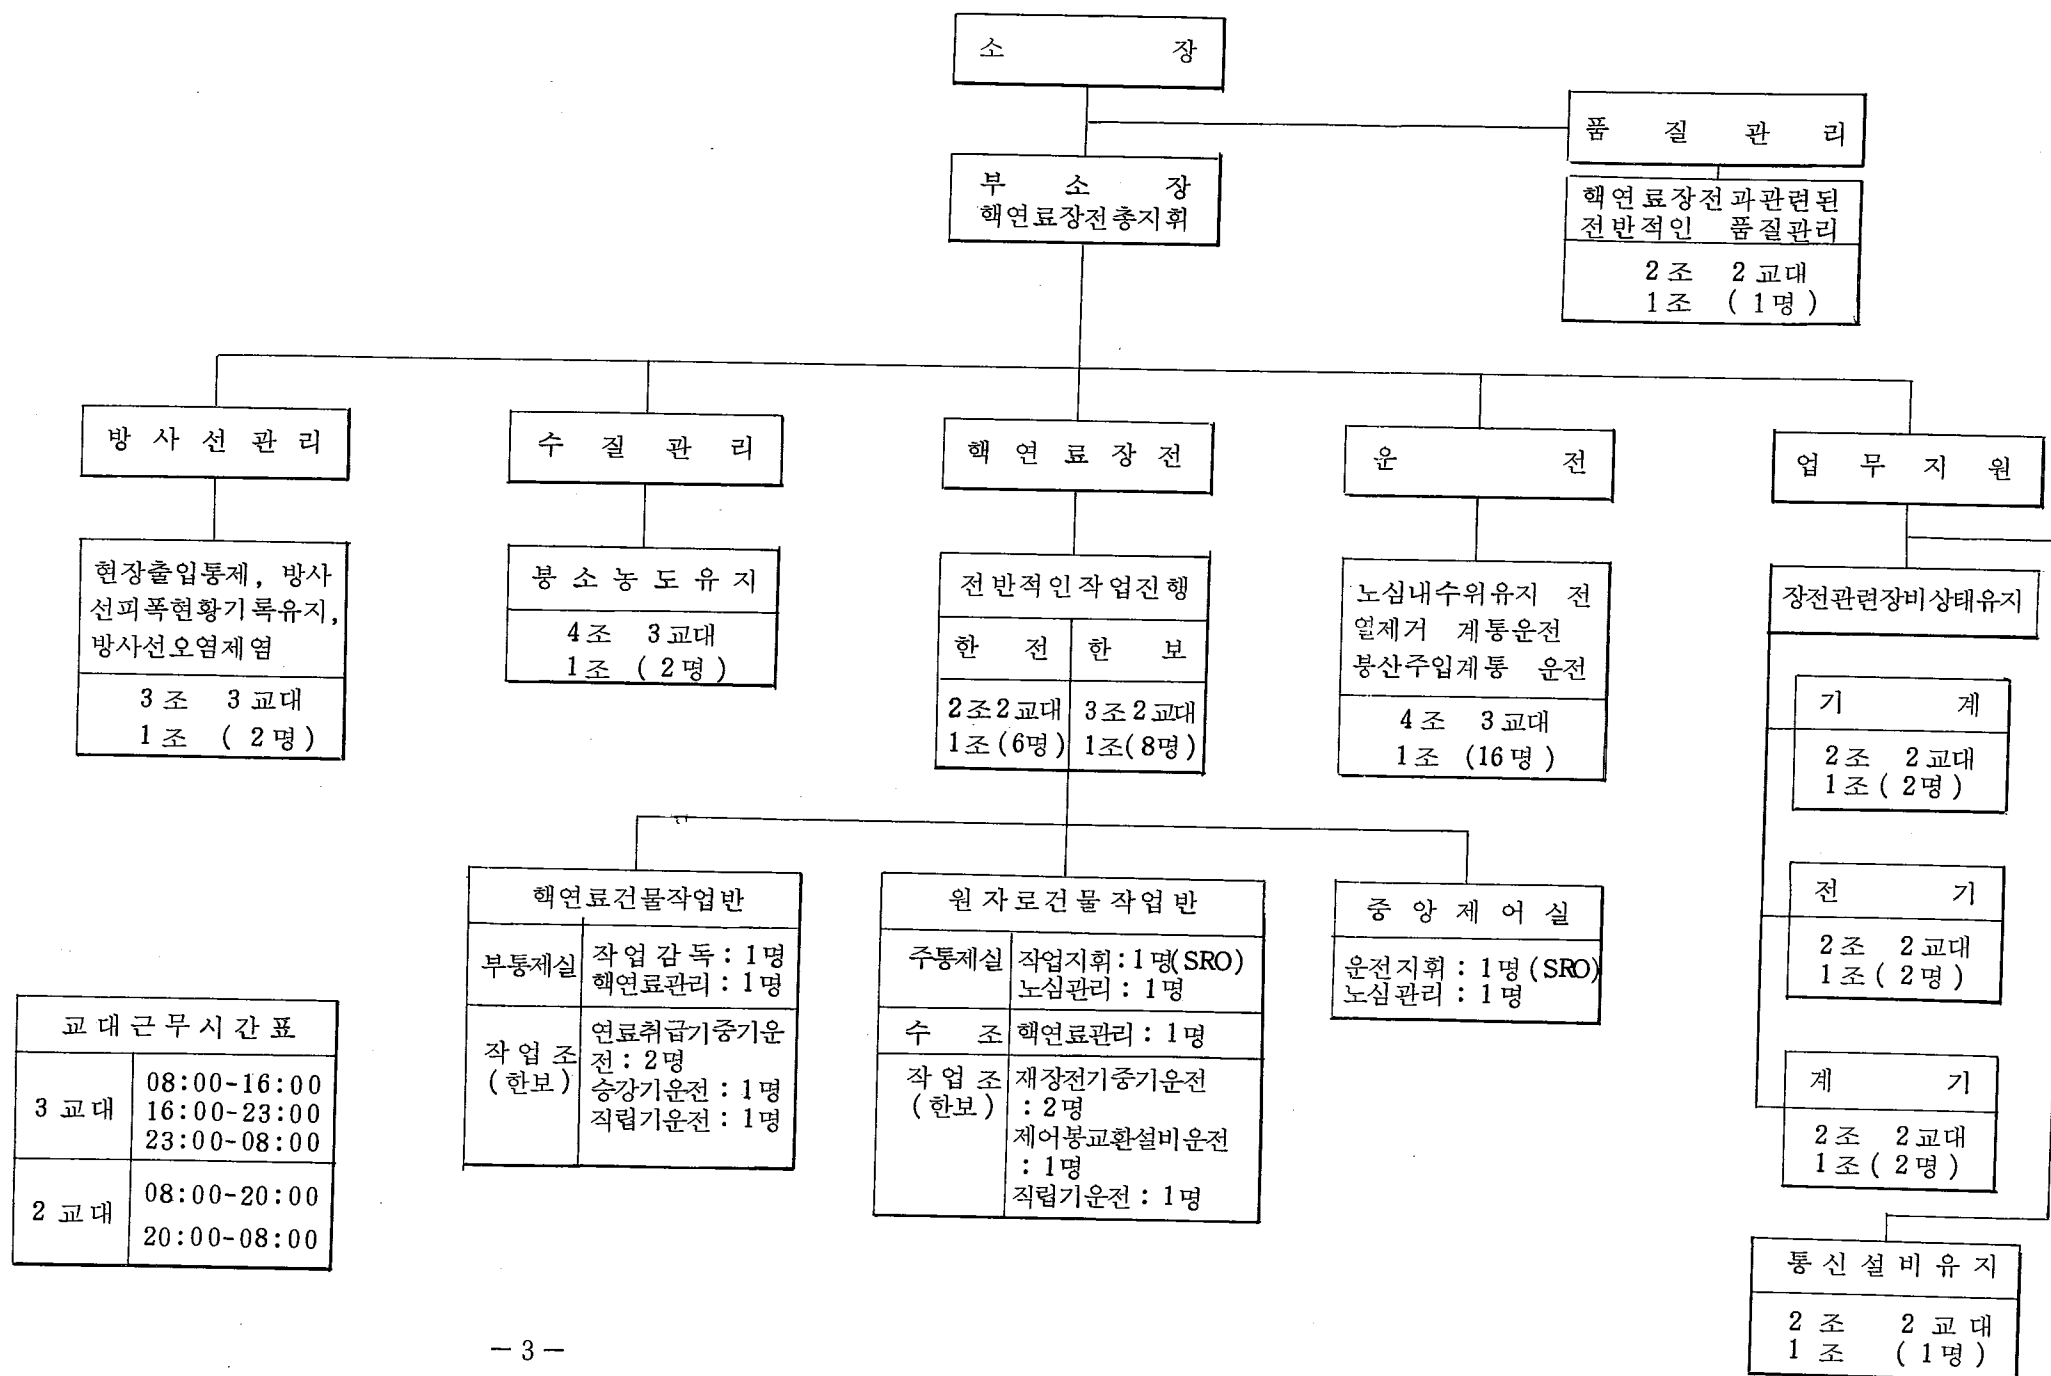 소 장
품 질 관 리
핵연료장전과관련된
전반적인 품질관리
2조 2교대
1조 (1명)
부 소 장
핵연료장전총지휘
방 사 선 관 리
현장출입통제, 방사
선피폭현황기록유지,
방사선오염제염
3조 3교대
1조 (2명)
수 질 관 리
붕소농도유지
4조 3교대
1조 (2명)
핵 연 료 장 전
전반적인작업진행
한 전
2조2교대
1조(6명)
한 보
3조2교대
1조(8명)
운 전
노심내수위유지 전
열제거 계통운전
붕산주입계통 운전
4조 3교대
1조 (16명)
업 무 지 원
장전관련장비상태유지
기 계
2조 2교대
1조 (2명)
전 기
2조 2교대
1조 (2명)
계 기
2조 2교대
1조 (2명)
통신설비유지
2조 2교대
1조 (1명)
핵연료건물작업반
부통제실
작업감독 : 1명
핵연료관리 : 1명
작업조
(한보)
연료취급기중기운
전 : 2명
승강기운전 : 1명
직립기운전 : 1명
원자로건물작업반
주통제실
작업지휘 : 1명(SRO)
노심관리 : 1명
수 조
핵연료관리 : 1명
작업조
(한보)
재장전기중기운전
: 2명
제어봉교환설비운전
: 1명
직립기운전 : 1명
중앙제어실
운전지휘 : 1명 (SRO)
노심관리 : 1명
교대근무시간표
3교대
08:00-16:00
16:00-23:00
23:00-08:00
2교대
08:00-20:00
20:00-08:00
- 3 -